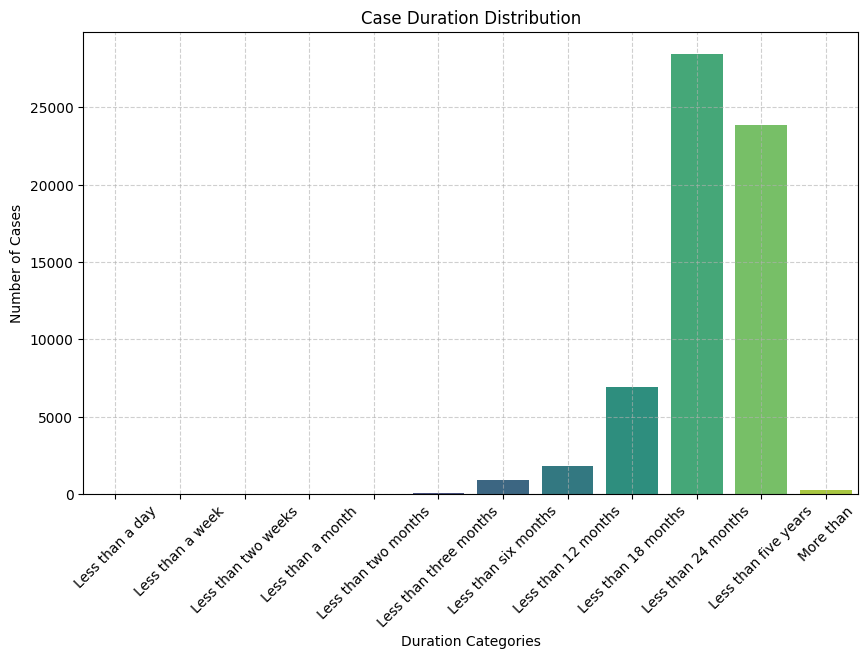 Case Duration Distribution
Number of Cases
25000
20000
15000
10000
5000
0
Less than a day
Less than a week
Less than two weeks
Less than a month
Less than two months
Less than three months
Less than six months
Less than 12 months
Less than 18 months
Less than 24 months
Less than five years
More than
Duration Categories